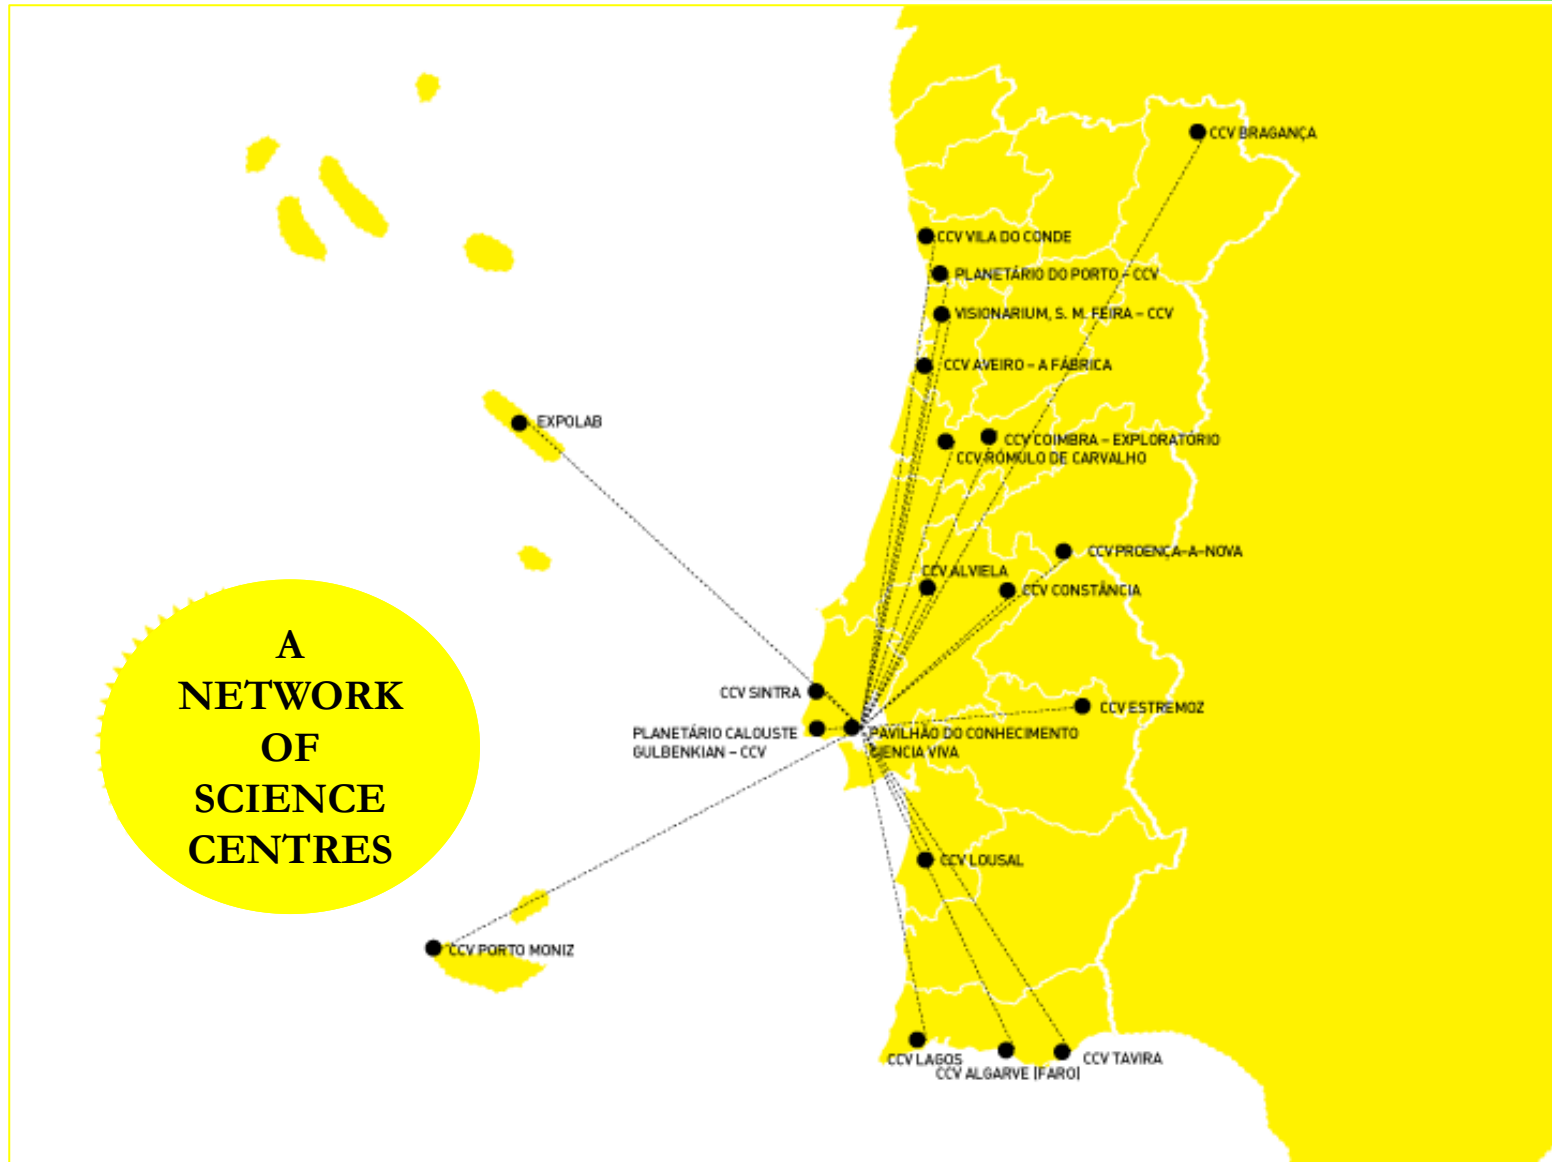 CCV BRAGANÇA
CCV VILA DO CONDE
PLANETÁRIO DO PORTO – CCV
VISIONARIUM, S. M. FEIRA – CCV
CCV AVEIRO – A FÁBRICA
EXPOLAB
CCV COIMBRA – EXPLORATÓRIO
CCV RÓMULO DE CARVALHO
CCV PROENÇA-A-NOVA
CCV ALVIELA
CCV CONSTÂNCIA
A
NETWORK
OF
SCIENCE
CENTRES
CCV SINTRA
CCV ESTREMOZ
PLANETÁRIO CALOUSTE
GULBENKIAN – CCV
PAVILHÃO DO CONHECIMENTO
CIENCIA VIVA
CCV LOUSAL
CCV PORTO MONIZ
CCV LAGOS
CCV TAVIRA
CCV ALGARVE (FARO)